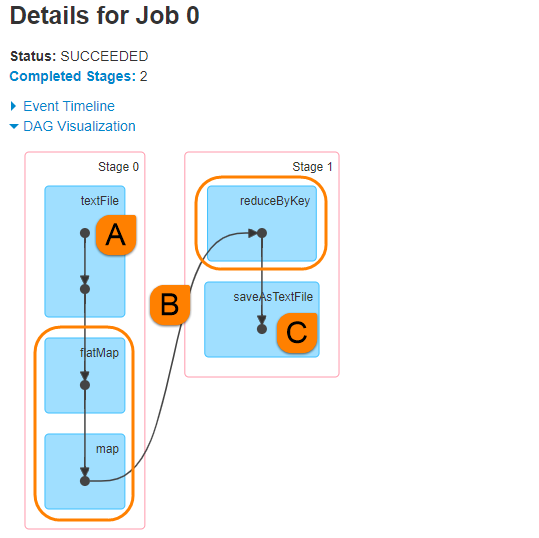 Details for Job 0
Status: SUCCEEDED
Completed Stages: 2
Event Timeline
DAG Visualization
Stage 0
textFile
A
flatMap
map
B
Stage 1
reduceByKey
saveAsTextFile
C